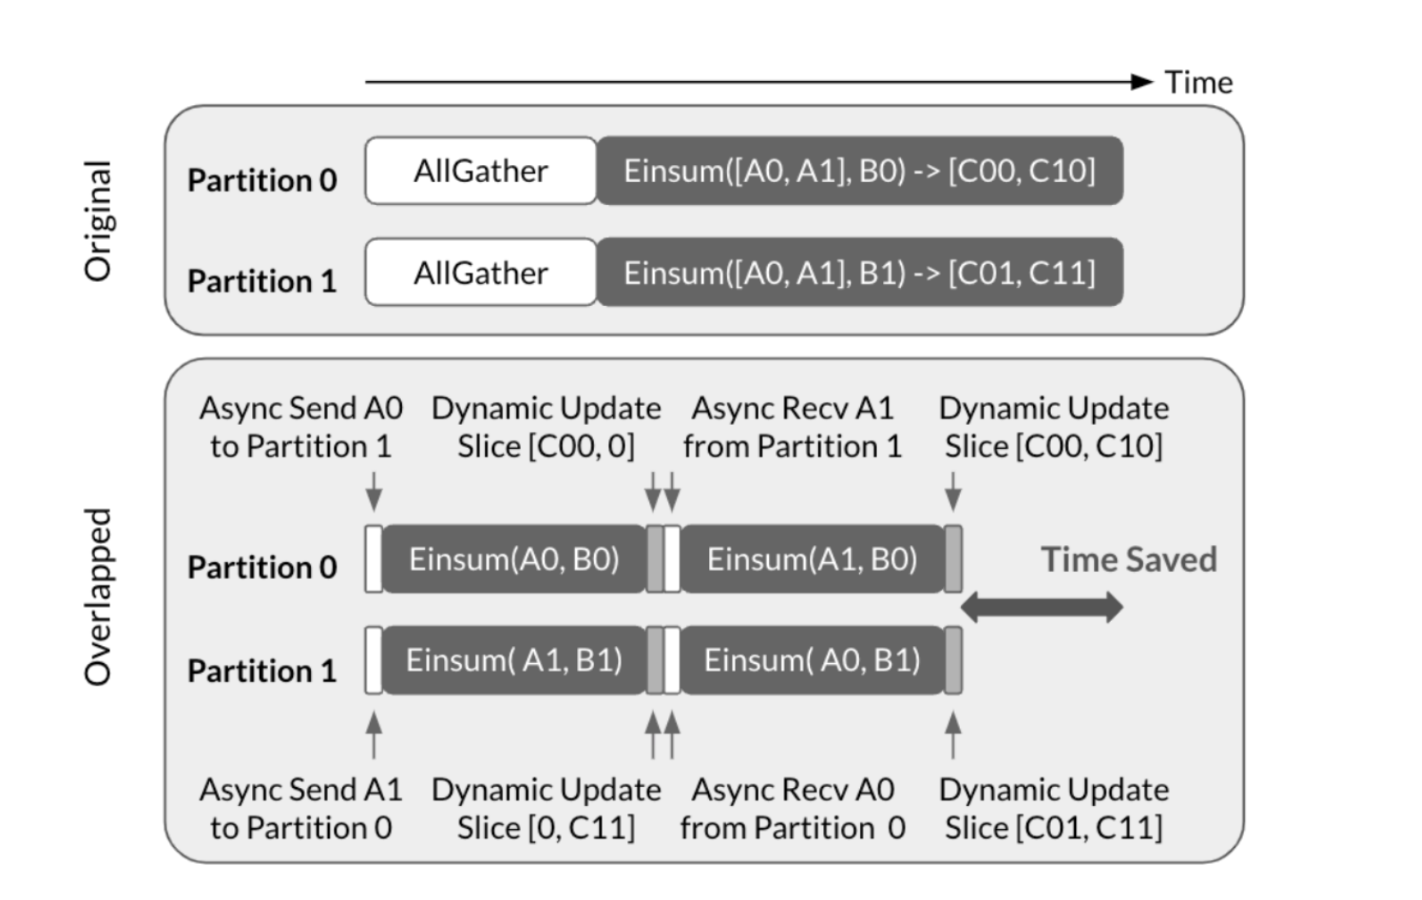 Time
Original
Partition 0
AllGather
Einsum([A0, A1], B0) -> [C00, C10]
Partition 1
AllGather
Einsum([A0, A1], B1) -> [C01, C11]
Overlapped
Async Send A0
to Partition 1
Dynamic Update
Slice [C00, 0]
Async Recv A1
from Partition 1
Dynamic Update
Slice [C00, C10]
Partition 0
Einsum(A0, B0)
Einsum(A1, B0)
Time Saved
Partition 1
Einsum( A1, B1)
Einsum( A0, B1)
Async Send A1
to Partition 0
Dynamic Update
Slice [0, C11]
Async Recv A0
from Partition 0
Dynamic Update
Slice [C01, C11]